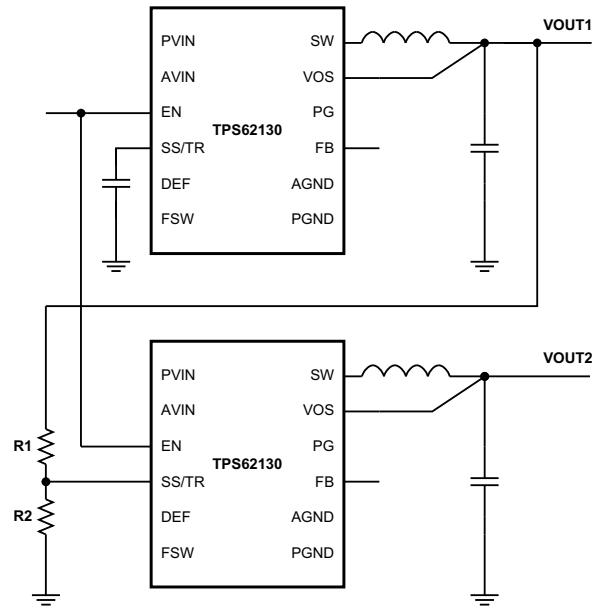 VOUT1
PVIN SW
AVIN VOS
EN PG
TPS62130
SS/TR FB
DEF AGND
FSW PGND
VOUT2
PVIN SW
AVIN VOS
R1 EN PG
TPS62130
SS/TR FB
R2 DEF AGND
FSW PGND